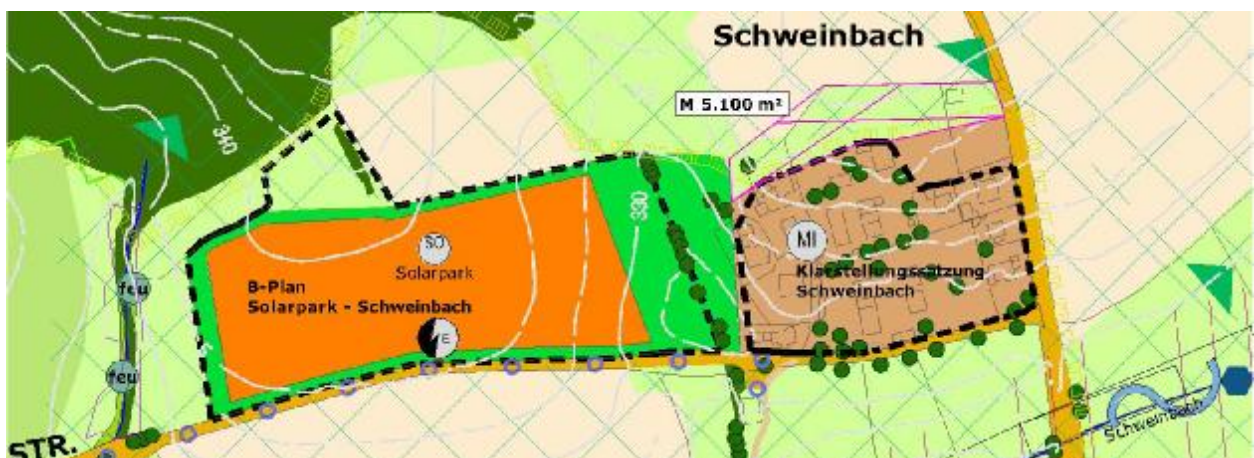 Schweinbach
M 5.100 m²
340
330
SO
Solarpark
MI
B-Plan
Solarpark - Schweinbach
Klarstellungssatzung
Schweinbach
E
feu
feu
Schweinbach
STR.